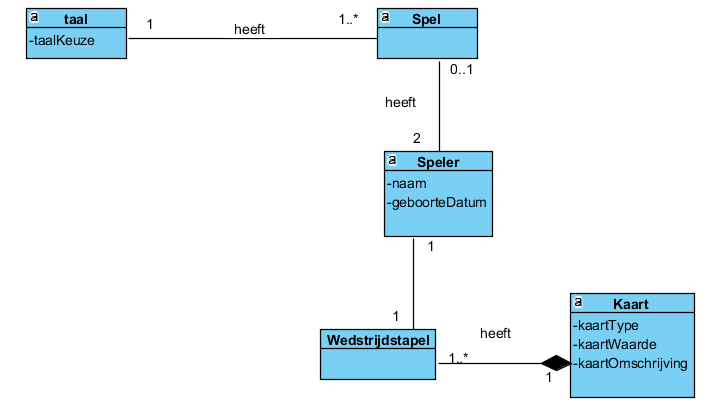 a taal
-taalKeuze
1
heeft
1..*
a Spel
0..1
heeft
2
a Speler
-naam
-geboorteDatum
1
1
Wedstrijdstapel
1..*
heeft
1
a Kaart
-kaartType
-kaartWaarde
-kaartOmschrijving